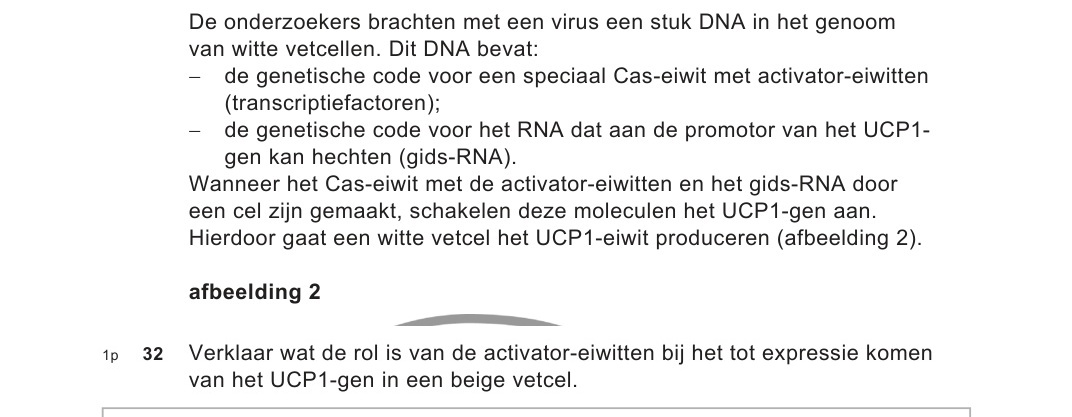 De onderzoekers brachten met een virus een stuk DNA in het genoom
van witte vetcellen. Dit DNA bevat:
– de genetische code voor een speciaal Cas-eiwit met activator-eiwitten
(transcriptiefactoren);
– de genetische code voor het RNA dat aan de promotor van het UCP1-
gen kan hechten (gids-RNA).
Wanneer het Cas-eiwit met de activator-eiwitten en het gids-RNA door
een cel zijn gemaakt, schakelen deze moleculen het UCP1-gen aan.
Hierdoor gaat een witte vetcel het UCP1-eiwit produceren (afbeelding 2).
afbeelding 2
1p 32 Verklaar wat de rol is van de activator-eiwitten bij het tot expressie komen
van het UCP1-gen in een beige vetcel.